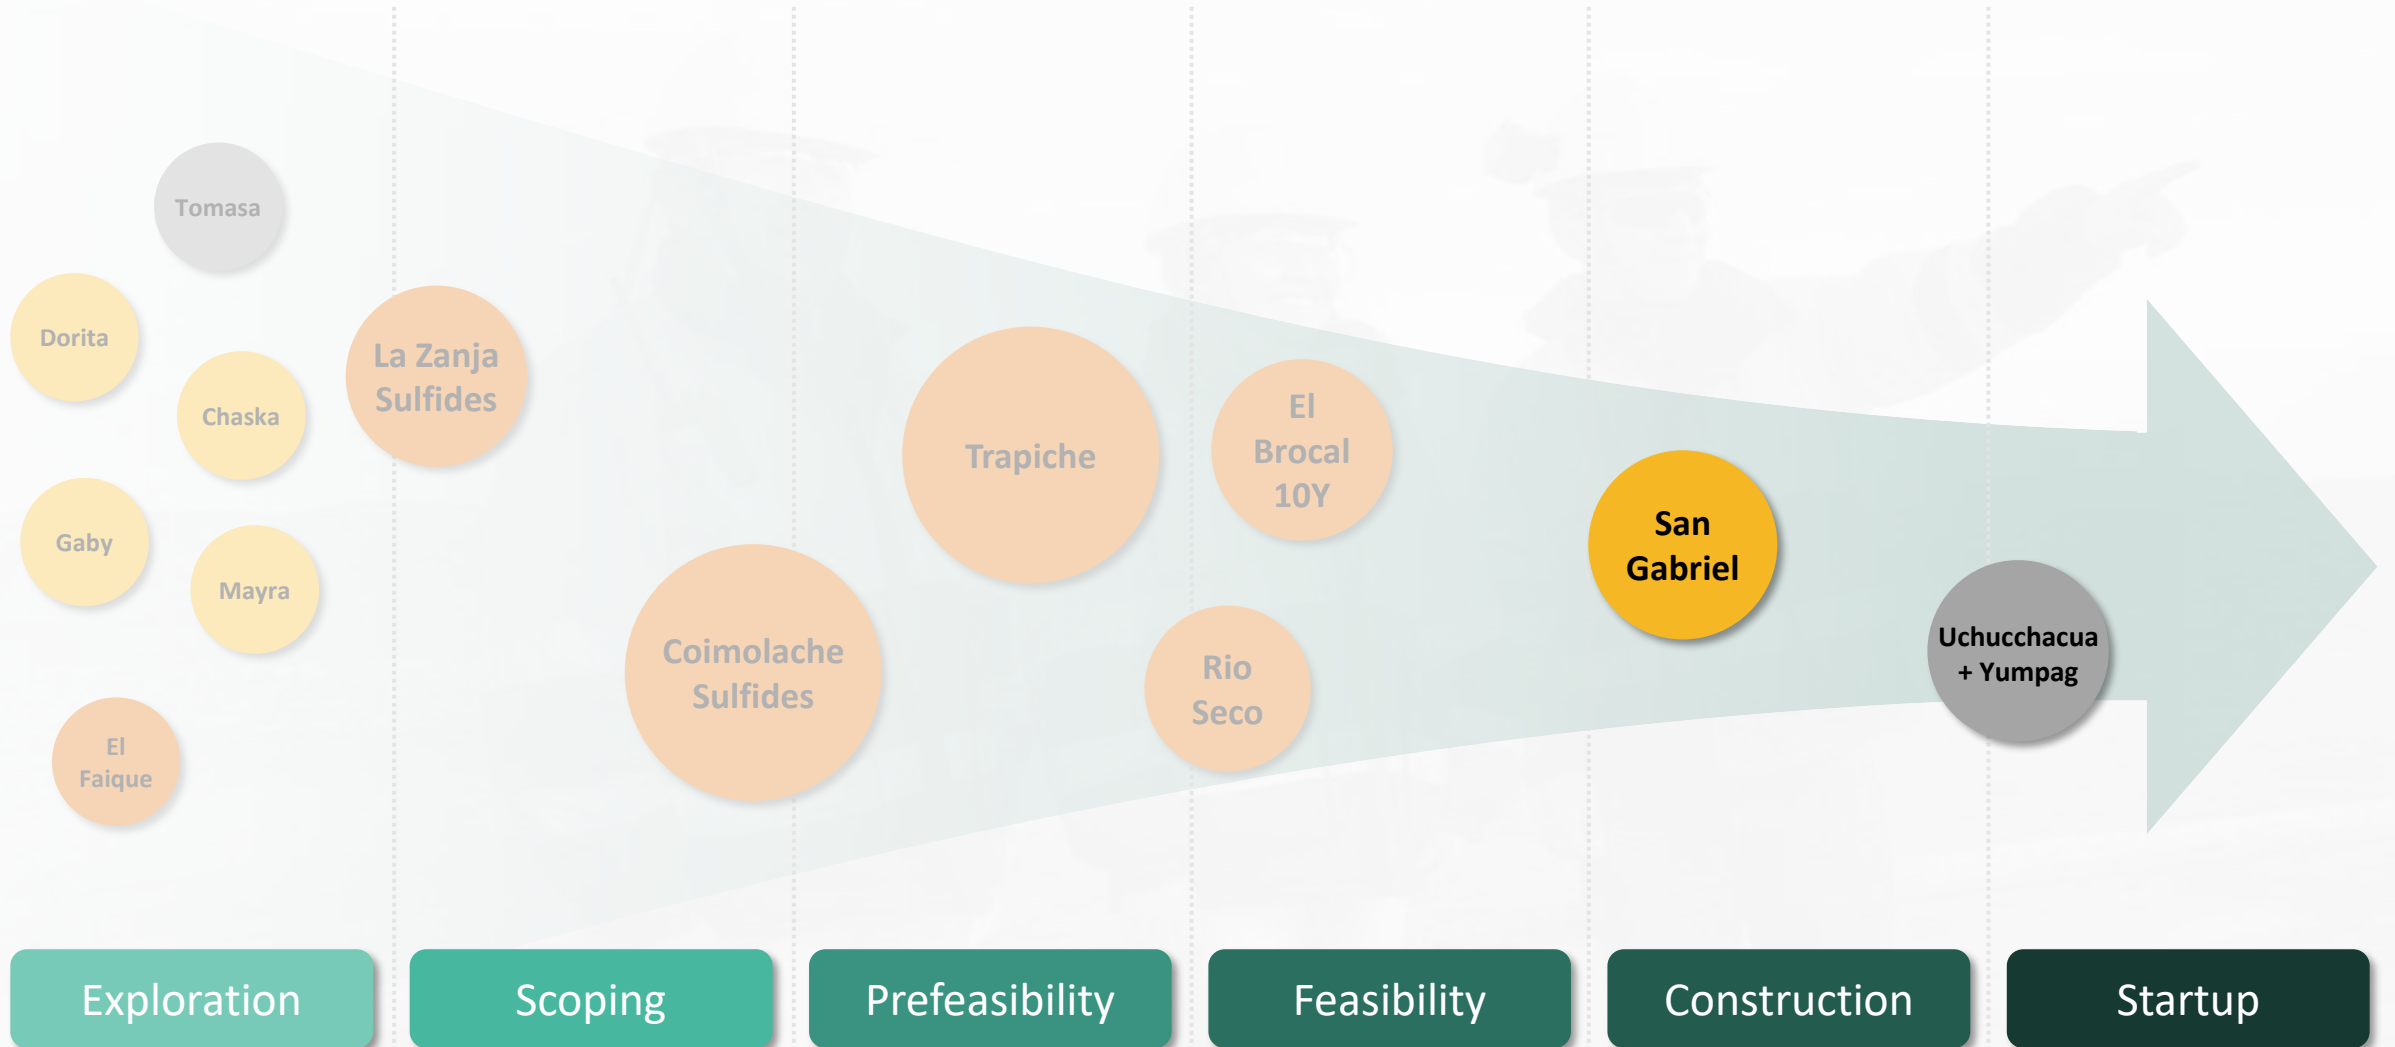 Tomasa
Dorita
Chaska
Gaby
Mayra
El
Faique
La Zanja
Sulfides
Coimolache
Sulfides
Trapiche
El
Brocal
10Y
Rio
Seco
San
Gabriel
Uchucchacua
+ Yumpag
Exploration
Scoping
Prefeasibility
Feasibility
Construction
Startup